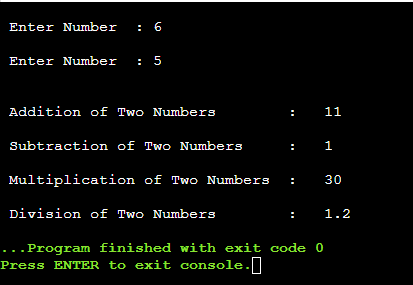 Enter Number  : 6
Enter Number  : 5
Addition of Two Numbers         :   11
Subtraction of Two Numbers      :   1
Multiplication of Two Numbers  :   30
Division of Two Numbers         :   1.2
...Program finished with exit code 0
Press ENTER to exit console.